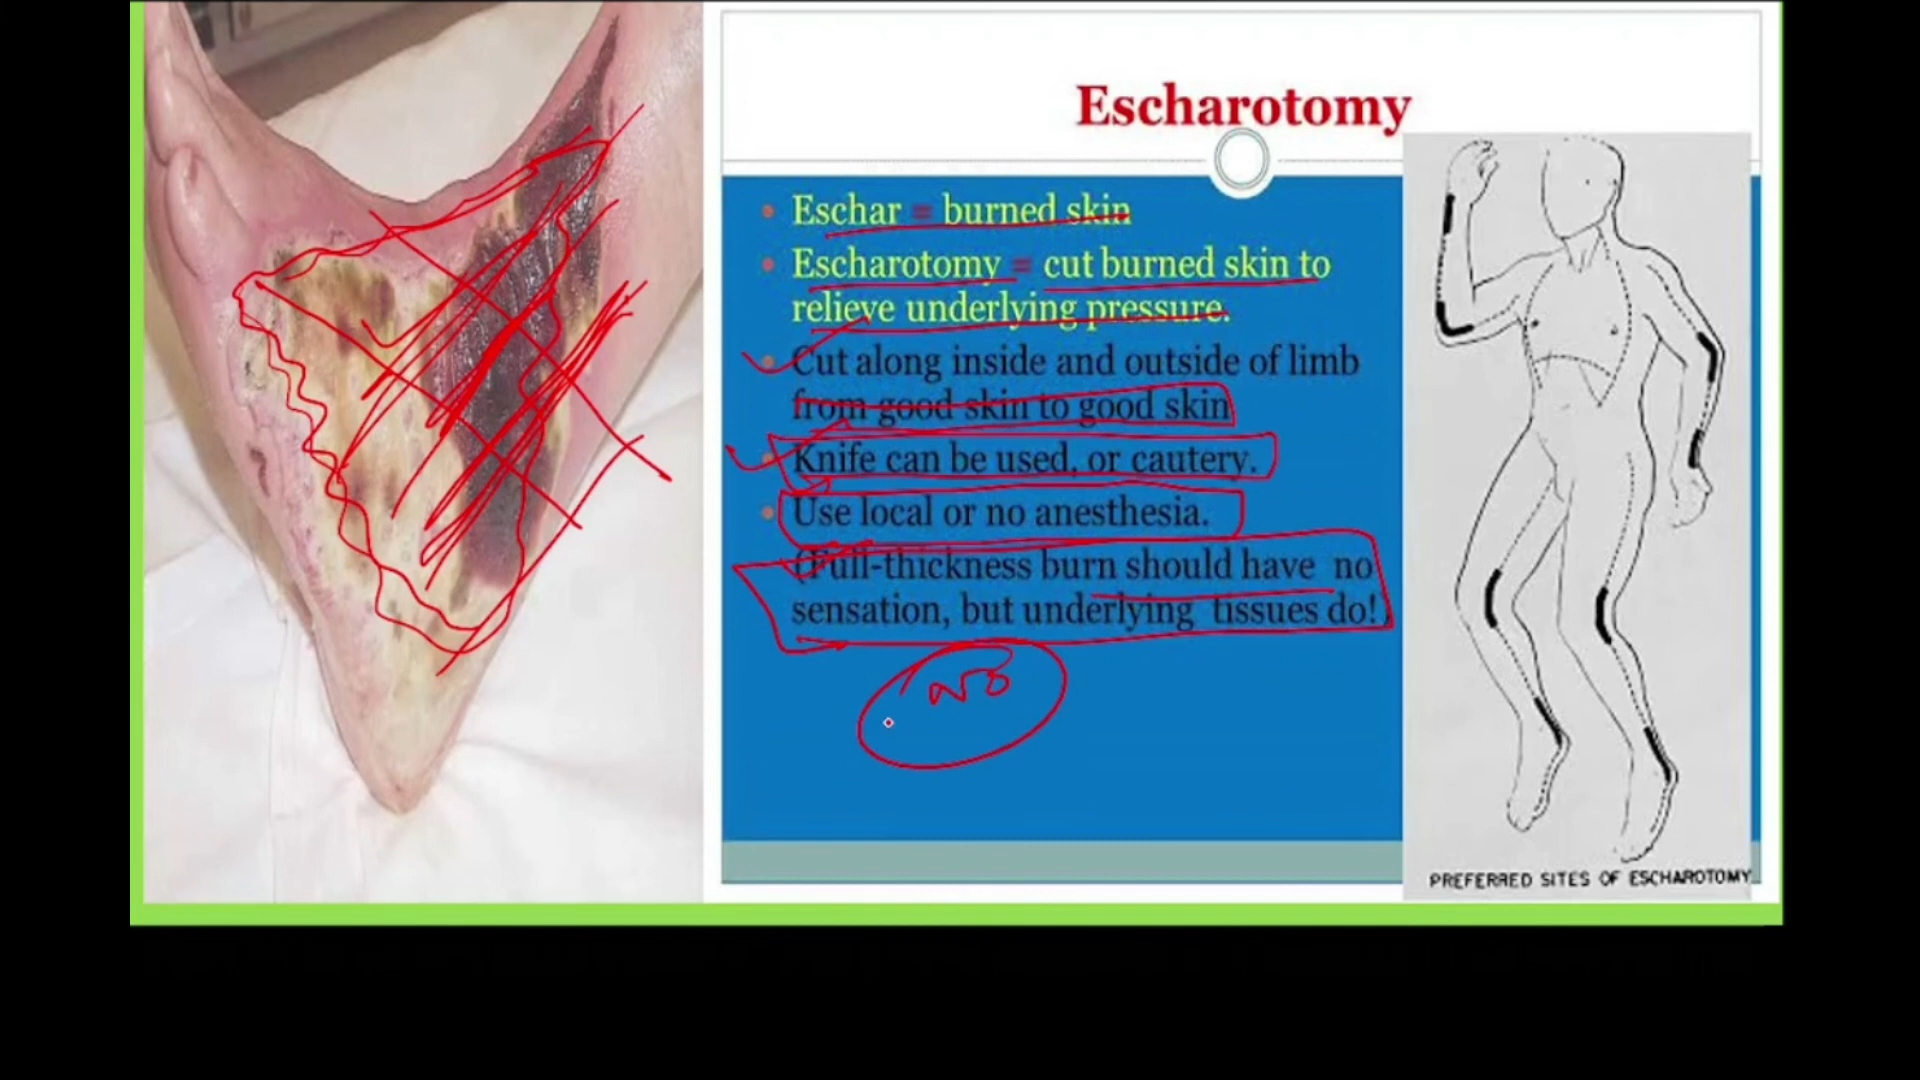 Escharotomy
• Eschar = burned skin
• Escharotomy = cut burned skin to
relieve underlying pressure.
• Cut along inside and outside of limb
from good skin to good skin
• Knife can be used, or cautery.
• Use local or no anesthesia.
(Full-thickness burn should have no
sensation, but underlying tissues do!)
PREFERRED SITES OF ESCHAROTOMY